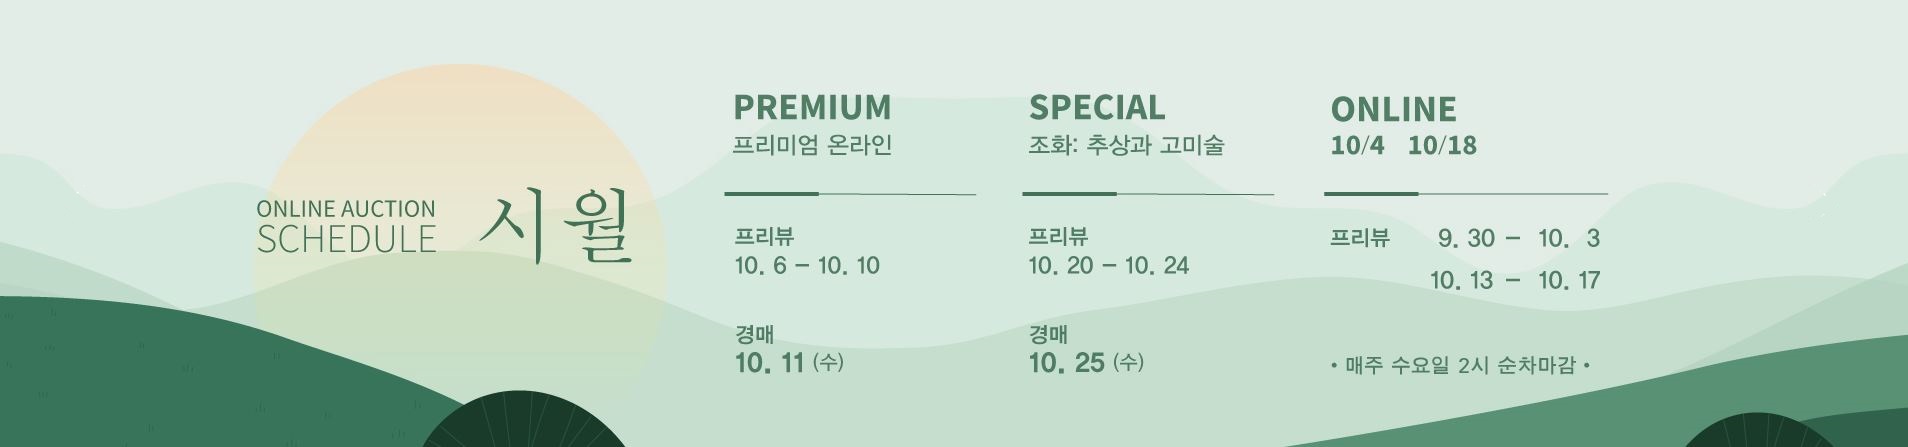 ONLINE AUCTION
SCHEDULE
시월
PREMIUM
프리미엄 온라인
프리뷰
10. 6 – 10. 10
경매
10. 11 (수)
SPECIAL
조화: 추상과 고미술
프리뷰
10. 20 – 10. 24
경매
10. 25 (수)
ONLINE
10/4 10/18
프리뷰 9. 30 – 10. 3
10. 13 – 10. 17
• 매주 수요일 2시 순차마감 •